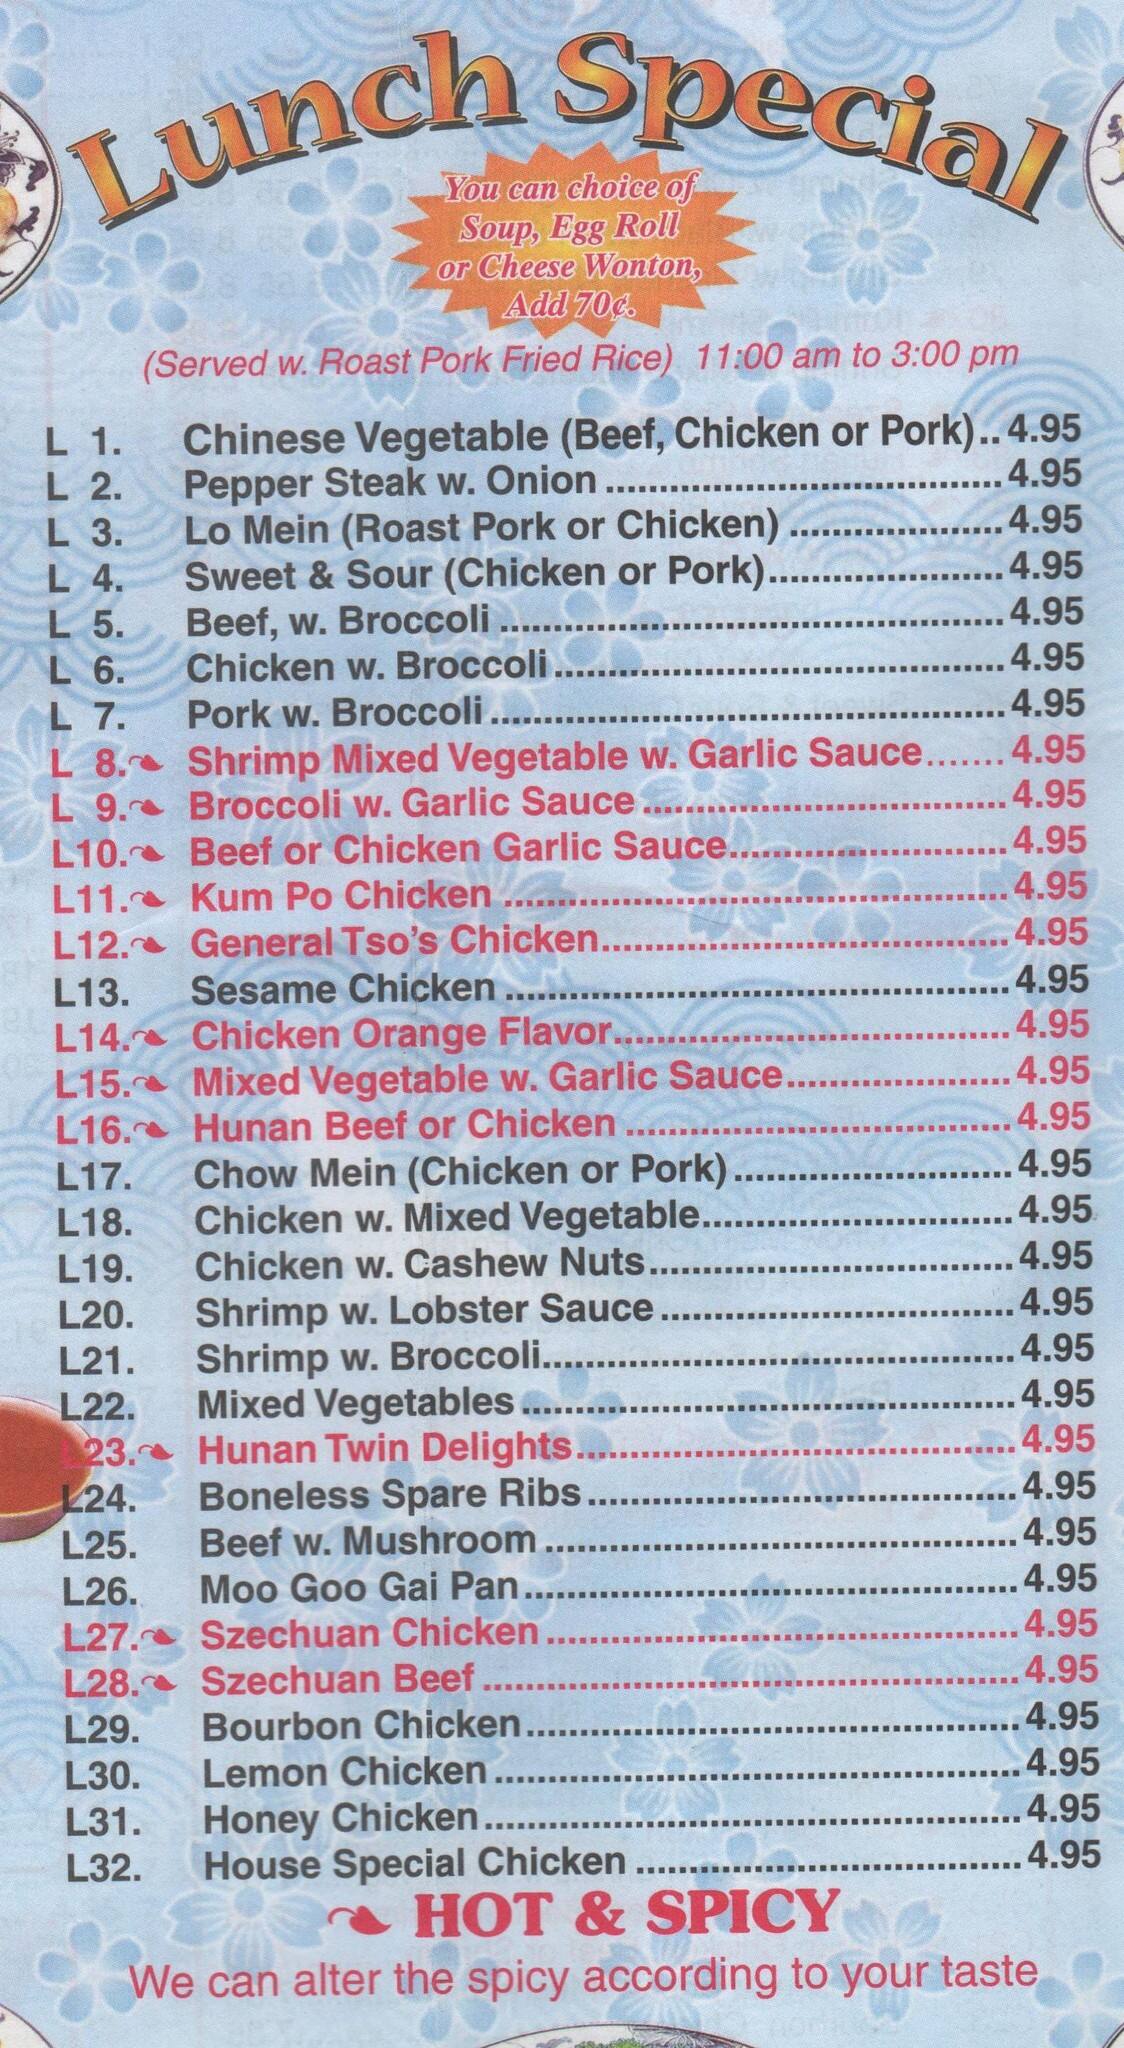 Lunch Special
You can choice of
Soup, Egg Roll
or Cheese Wonton,
Add 70¢.
(Served w. Roast Pork Fried Rice) 11:00 am to 3:00 pm
L 1. Chinese Vegetable (Beef, Chicken or Pork).. 4.95
L 2. Pepper Steak w. Onion ..................................... 4.95
L 3. Lo Mein (Roast Pork or Chicken) .................... 4.95
L 4. Sweet & Sour (Chicken or Pork)...................... 4.95
L 5. Beef, w. Broccoli ............................................... 4.95
L 6. Chicken w. Broccoli.......................................... 4.95
L 7. Pork w. Broccoli ................................................ 4.95
L 8. Shrimp Mixed Vegetable w. Garlic Sauce....... 4.95
L 9. Broccoli w. Garlic Sauce .................................. 4.95
L10. Beef or Chicken Garlic Sauce.......................... 4.95
L11. Kum Po Chicken ............................................... 4.95
L12. General Tso's Chicken...................................... 4.95
L13. Sesame Chicken ............................................... 4.95
L14. Chicken Orange Flavor..................................... 4.95
L15. Mixed Vegetable w. Garlic Sauce..................... 4.95
L16. Hunan Beef or Chicken .................................... 4.95
L17. Chow Mein (Chicken or Pork) .......................... 4.95
L18. Chicken w. Mixed Vegetable............................. 4.95
L19. Chicken w. Cashew Nuts.................................. 4.95
L20. Shrimp w. Lobster Sauce ................................. 4.95
L21. Shrimp w. Broccoli............................................ 4.95
L22. Mixed Vegetables .............................................. 4.95
L23. Hunan Twin Delights......................................... 4.95
L24. Boneless Spare Ribs ........................................ 4.95
L25. Beef w. Mushroom ............................................ 4.95
L26. Moo Goo Gai Pan .............................................. 4.95
L27. Szechuan Chicken ............................................ 4.95
L28. Szechuan Beef .................................................. 4.95
L29. Bourbon Chicken .............................................. 4.95
L30. Lemon Chicken ................................................. 4.95
L31. Honey Chicken .................................................. 4.95
L32. House Special Chicken .................................... 4.95
HOT & SPICY
We can alter the spicy according to your taste